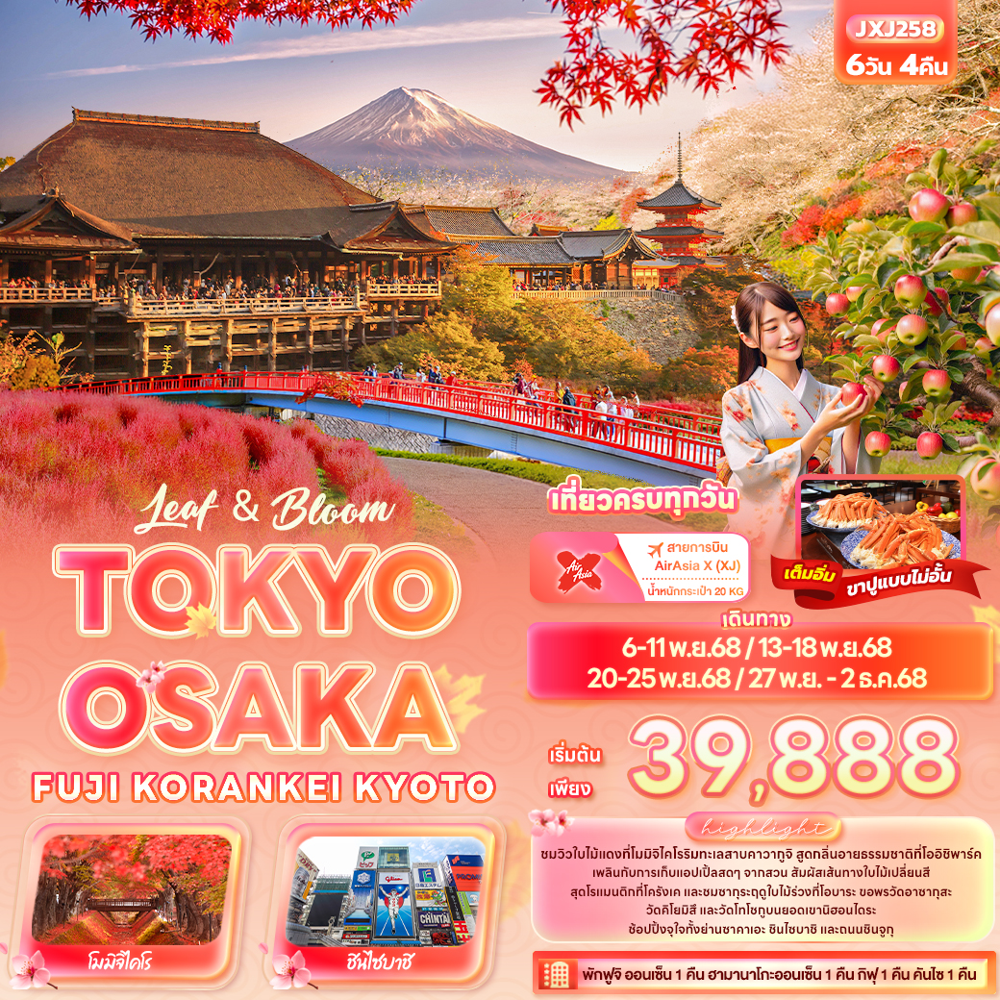 JXJ258
6วัน 4คืน
Leaf & Bloom
TOKYO
OSAKA
FUJI KORANKEI KYOTO
เที่ยวครบทุกวัน
Air
Asia
X
สายการบิน
AirAsia X (XJ)
น้ำหนักกระเป๋า 20 KG
เต็มอิ่ม ขาปูแบบไม่อั้น
เดินทาง
6-11 พ.ย.68 / 13-18 พ.ย.68
20-25 พ.ย.68 / 27 พ.ย. - 2 ธ.ค.68
เริ่มต้น
เพียง
39,888
highlight
ชมวิวใบไม้แดงที่โมมิจิไคโรริมทะเลสาบคาวากูจิ สูดกลิ่นอายธรรมชาติที่โออิชิพาร์ค
เพลินกับการเก็บแอปเปิ้ลสดๆ จากสวน สัมผัสเส้นทางใบไม้เปลี่ยนสี
สุดโรแมนติกที่โครังเค และชมซากุระฤดูใบไม้ร่วงที่โอบาระ ขอพรวัดอาซากุสะ
วัดคิโยมิสึ และวัดโทโชกูบนยอดเขานิฮอนไดระ
ช้อปปิ้งจุใจทั้งย่านซาคาเอะ ชินไซบาชิ และถนนชินจูกุ
โมมิจิไคโร
Glico
ชินไซบาชิ
พักฟูจิ ออนเซ็น 1 คืน ฮามานาโกะออนเซ็น 1 คืน กิฟุ 1 คืน คันไซ 1 คืน